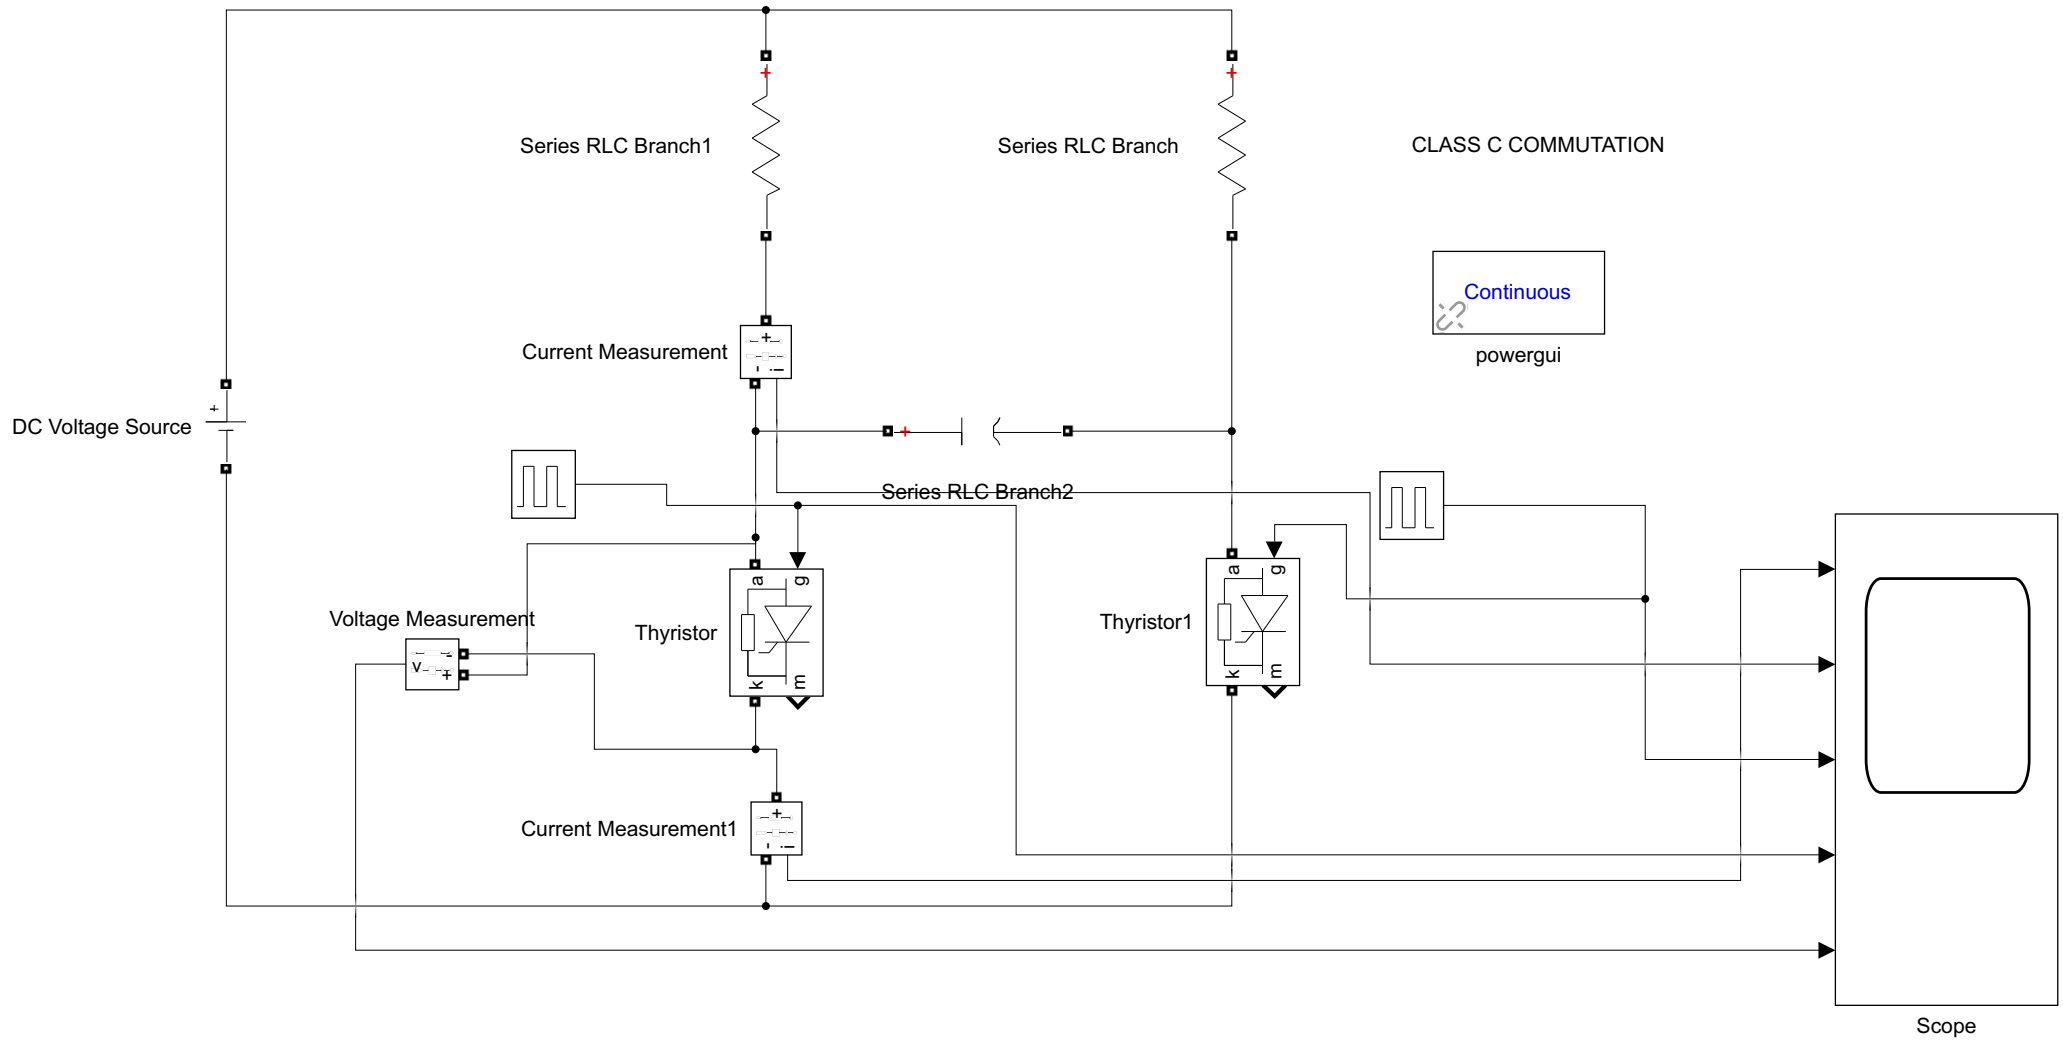 Series RLC Branch1
Series RLC Branch
CLASS C COMMUTATION
Continuous
powergui
Current Measurement
+
- i
DC Voltage Source
+
+
+
+
Series RLC Branch2
a g
Thyristor
k m
a g
Thyristor1
k m
Voltage Measurement
v
-
+
Current Measurement1
+
- i
Scope